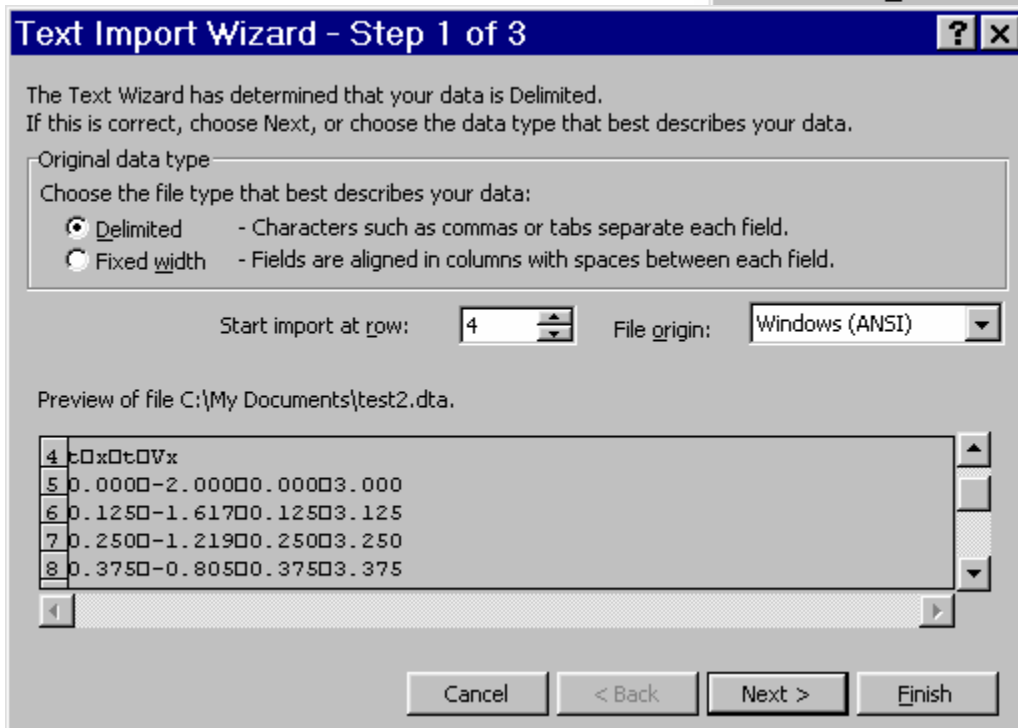 Text Import Wizard - Step 1 of 3
The Text Wizard has determined that your data is Delimited.
If this is correct, choose Next, or choose the data type that best describes your data.
Original data type
Choose the file type that best describes your data:
Delimited - Characters such as commas or tabs separate each field.
Fixed width - Fields are aligned in columns with spaces between each field.
Start import at row: 4 File origin: Windows (ANSI)
Preview of file C:\My Documents\test2.dta.
4 t□x□t□Vx
5 0.000□-2.000□0.000□3.000
6 0.125□-1.617□0.125□3.125
7 0.250□-1.219□0.250□3.250
8 0.375□-0.805□0.375□3.375
Cancel < Back Next > Finish